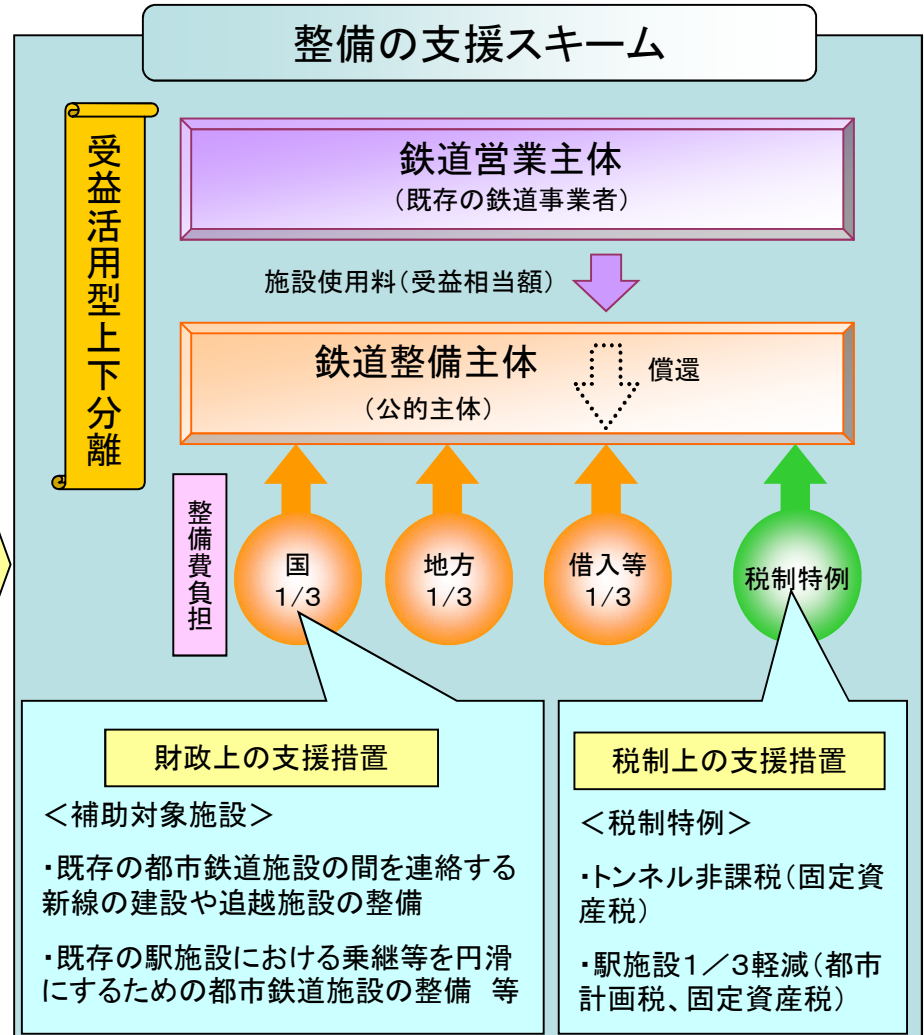 整備の支援スキーム
受益活用型上下分離
鉄道営業主体
（既存の鉄道事業者）
施設使用料（受益相当額）
鉄道整備主体
（公的主体）
償還
整備費負担
国
1/3
地方
1/3
借入等
1/3
税制特例
財政上の支援措置
＜補助対象施設＞
・既存の都市鉄道施設の間を連絡する
新線の建設や追越施設の整備
・既存の駅施設における乗継等を円滑
にするための都市鉄道施設の整備　等
税制上の支援措置
＜税制特例＞
・トンネル非課税（固定資
産税）
・駅施設１／３軽減（都市
計画税、固定資産税）